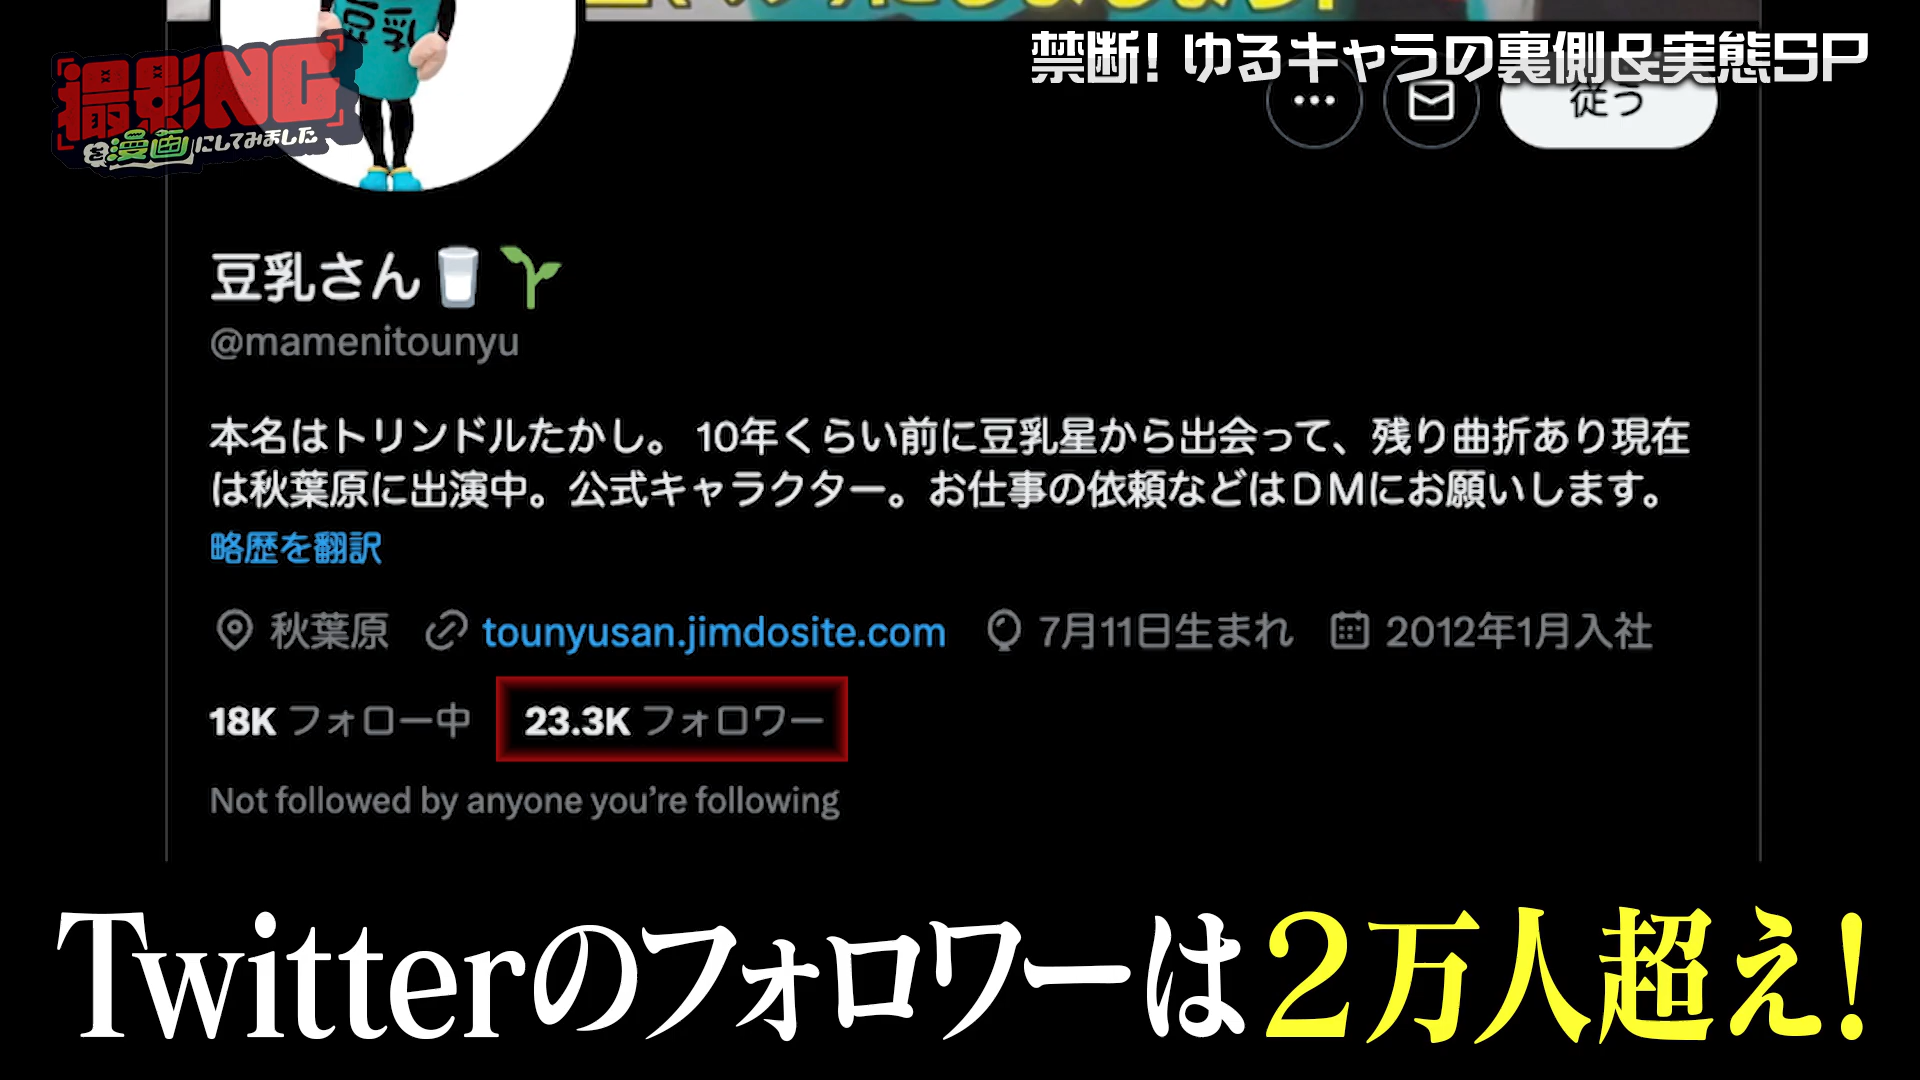 禁断！ゆるキャラの裏側&実態SP
撮影NG
を漫画にしてみました
従う
豆乳さん🥛🌱
@mamenitounyu
本名はトリンドルたかし。 10年くらい前に豆乳星から出会って、残り曲折あり現在
は秋葉原に出演中。公式キャラクター。お仕事の依頼などはＤＭにお願いします。
略歴を翻訳
秋葉原 tounyusan.jimdosite.com 7月11日生まれ 2012年1月入社
18K フォロー中 23.3K フォロワー
Not followed by anyone you’re following
Twitterのフォロワーは2万人超え！